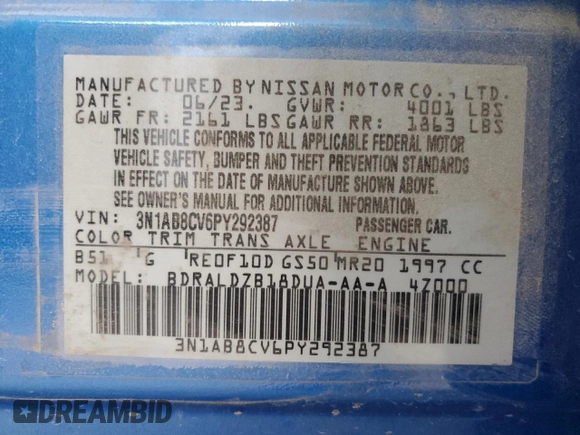 MANUFACTURED BY NISSAN MOTOR CO., LTD.
DATE: 06/23. GVWR: 4001 LBS
GAWR FR: 2161 LBS GAWR RR: 1863 LBS
THIS VEHICLE CONFORMS TO ALL APPLICABLE FEDERAL MOTOR
VEHICLE SAFETY, BUMPER AND THEFT PREVENTION STANDARDS
IN EFFECT ON THE DATE OF MANUFACTURE SHOWN ABOVE.
SEE OWNER'S MANUAL FOR ADDITIONAL INFORMATION.
VIN: 3N1AB8CV6PY292387 PASSENGER CAR.
COLOR TRIM TRANS AXLE ENGINE
B51 G RE0F10D GS50 MR20 1997 CC
MODEL: BDRALDZB18DUA-AA-A 4Z000
3N1AB8CV6PY292387
DREAMBID